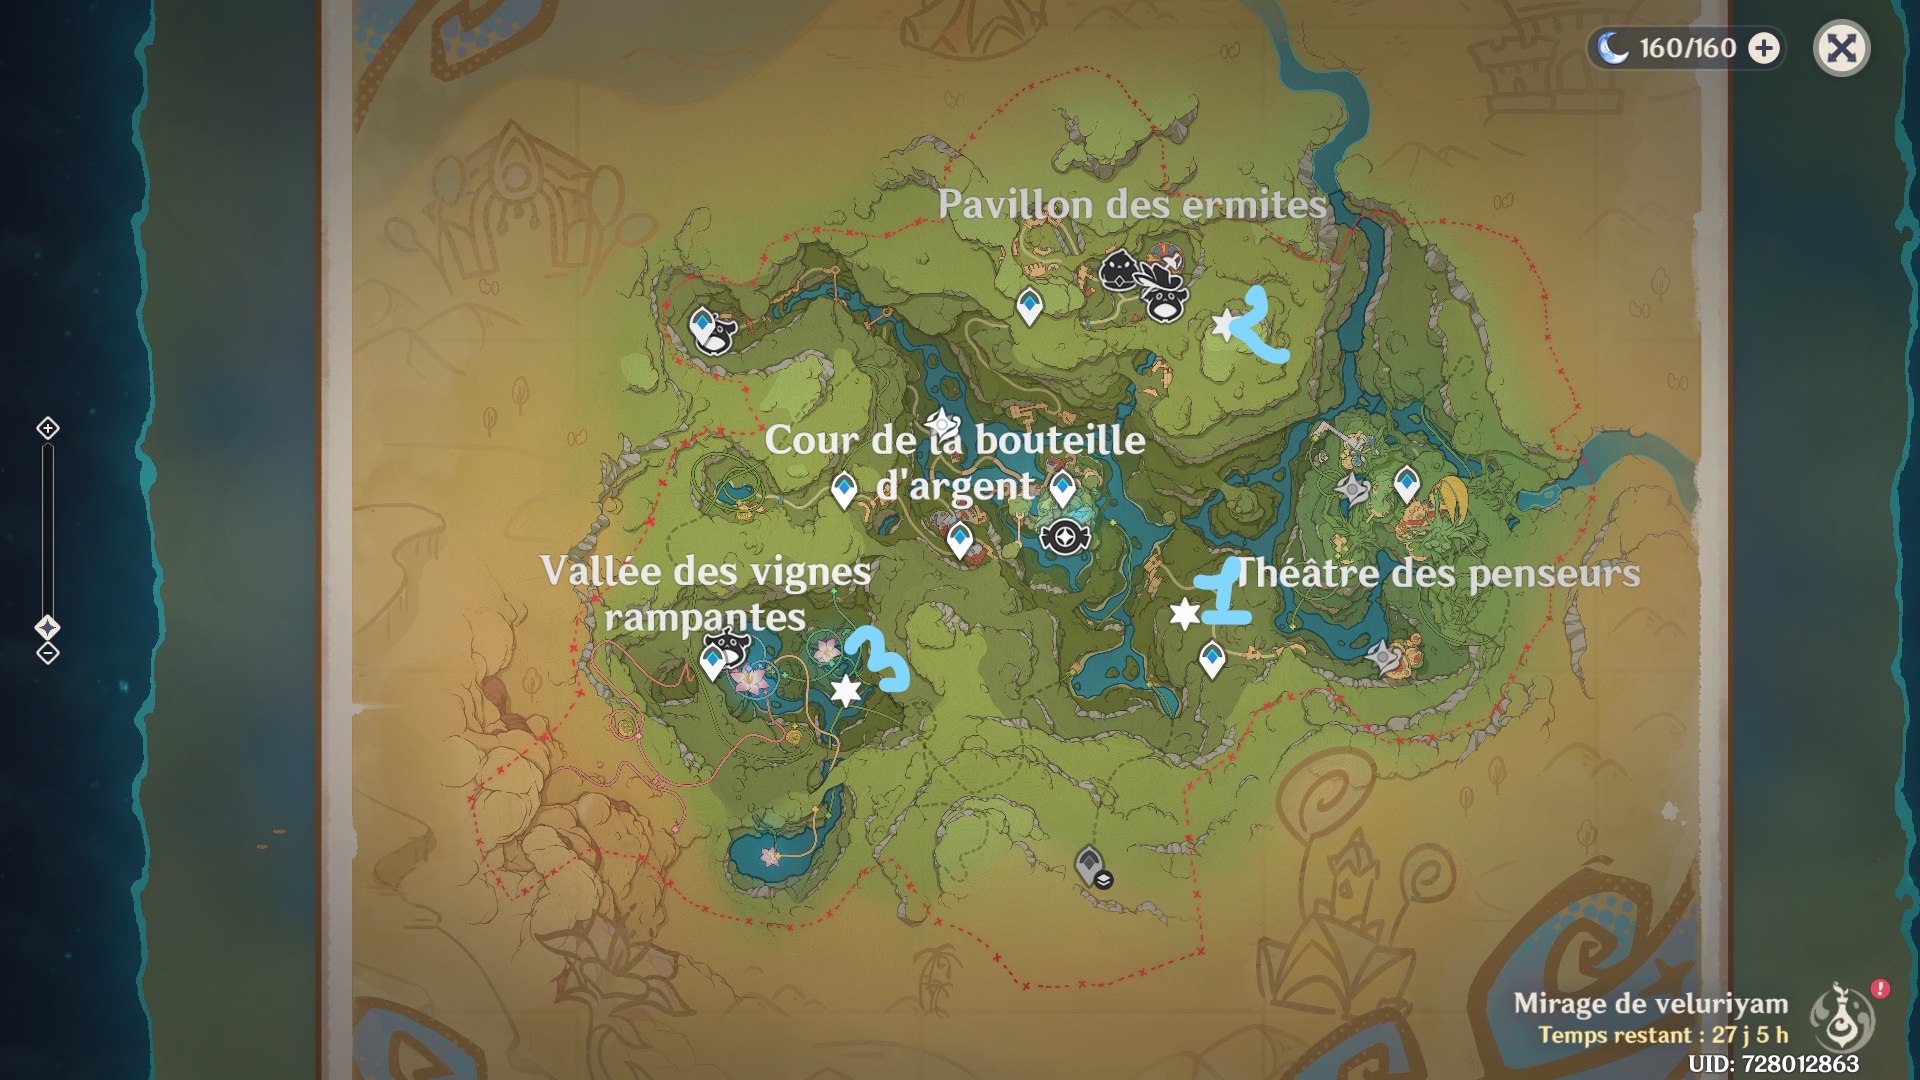 160/160
Pavillon des ermites
2
Cour de la bouteille
d'argent
Vallée des vignes
rampantes
Théâtre des penseurs
1
3
Mirage de veluriyam
Temps restant : 27 j 5 h
UID: 728012863